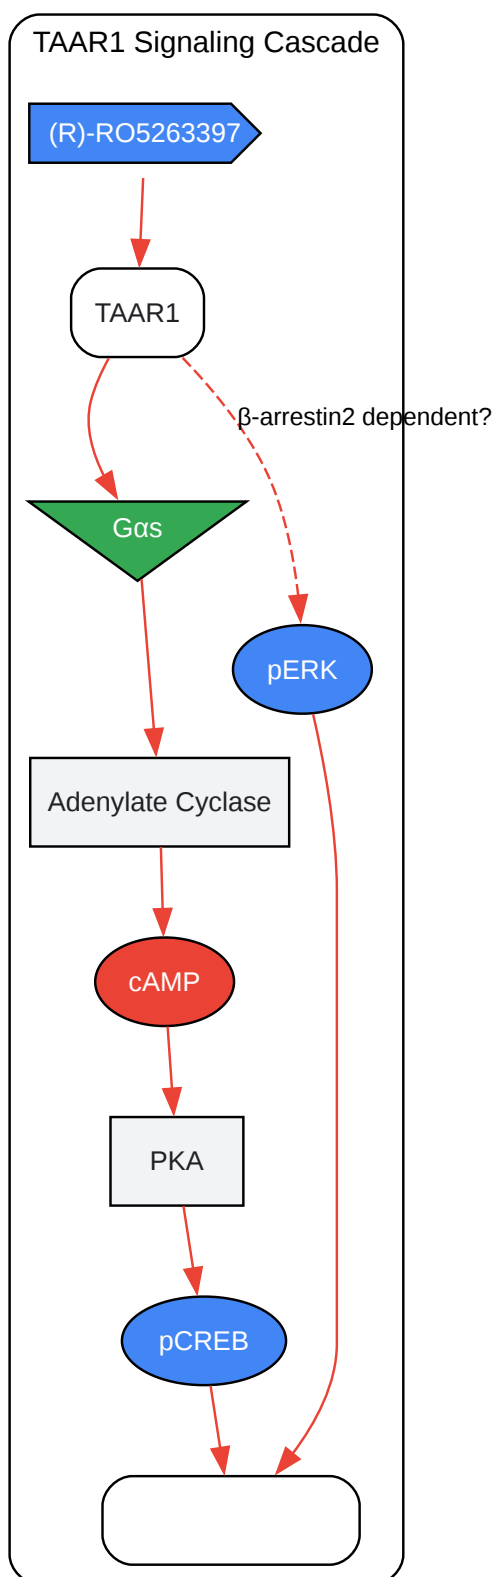 TAAR1 Signaling Cascade
(R)-RO5263397
TAAR1
β-arrestin2 dependent?
Gαs
pERK
Adenylate Cyclase
cAMP
PKA
pCREB